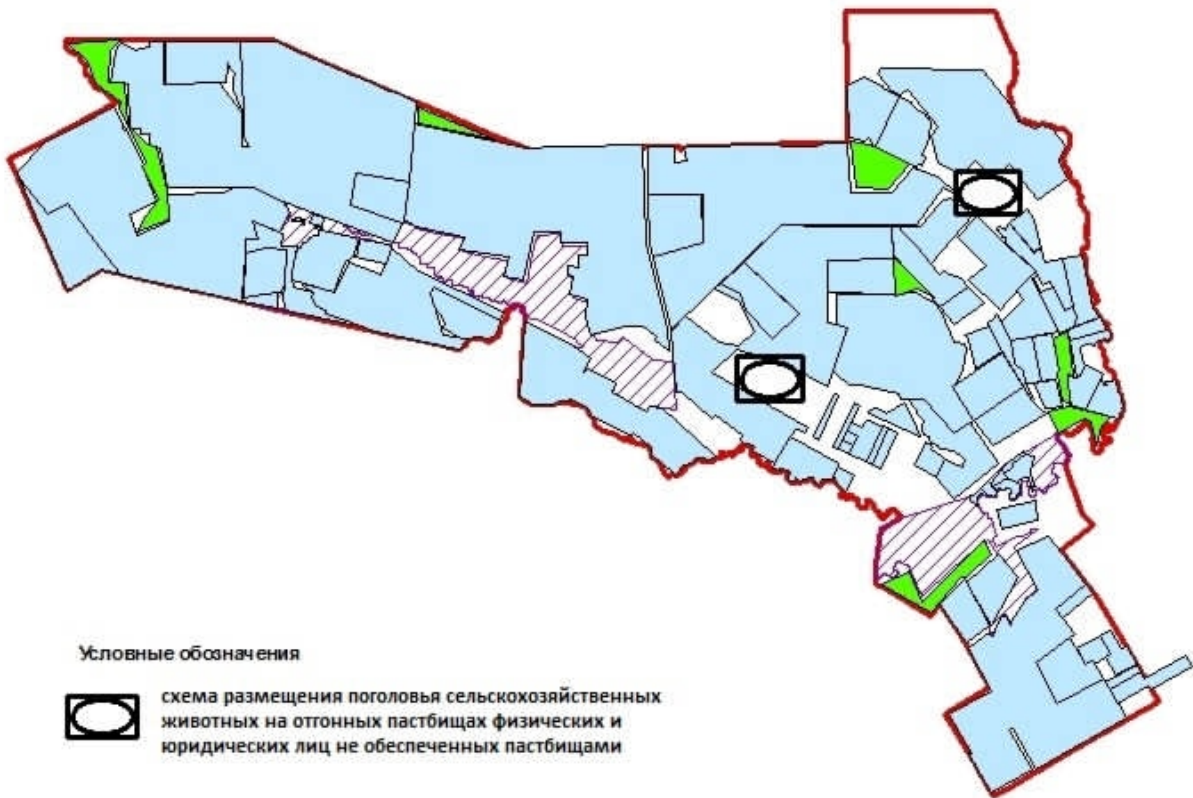 Условные обозначения
схема размещения поголовья сельскохозяйственных
животных на отгонных пастбищах физических и
юридических лиц не обеспеченных пастбищами